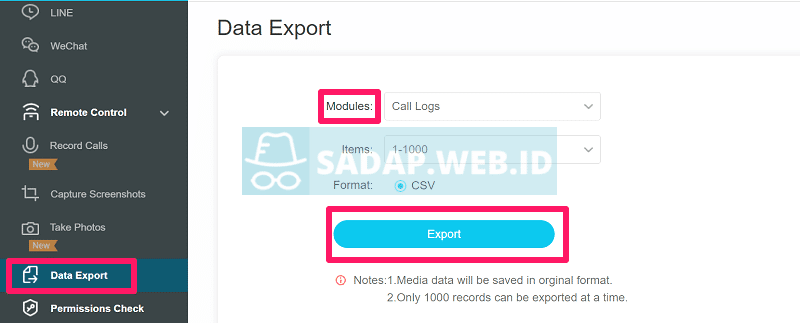 LINE
WeChat
QQ
Remote Control
Record Calls
New
Capture Screenshots
Take Photos
New
Data Export
Permissions Check
Data Export
Modules: Call Logs
Items: 1-1000
SADAP.WEB.ID
Format: CSV
Export
Notes:1.Media data will be saved in orginal format.
2.Only 1000 records can be exported at a time.